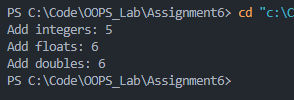 PS C:\Code\OOPS_Lab\Assignment6> cd "c:\C
Add integers: 5
Add floats: 6
Add doubles: 6
PS C:\Code\OOPS_Lab\Assignment6>